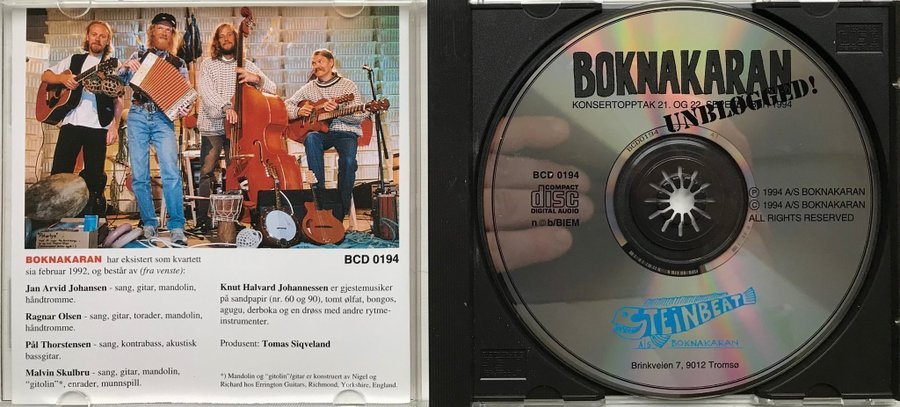 BOKNAKARAN har eksistert som kvartett
sia februar 1992, og består av (fra venste):
BCD 0194
Jan Arvid Johansen - sang, gitar, mandolin,
håndtromme.
Ragnar Olsen - sang, gitar, torader, mandolin,
håndtromme.
Pål Thorstensen - sang, kontrabass, akustisk
bassgitar.
Malvin Skulbru - sang, gitar, mandolin,
"gitolin"*, enrader, munnspill.
Knut Halvard Johannessen er gjestemusiker
på sandpapir (nr. 60 og 90), tomt ølfat, bongos,
agugu, derboka og en drøss med andre rytme-
instrumenter.
Produsent: Tomas Siqveland
*) Mandolin og "gitolin"/gitar er konstruert av Nigel og
Richard hos Errington Guitars, Richmond, Yorkshire, England.
BOKNAKARAN
KONSERTOPPTAK 21. OG 22. SEPTEMBER 1994
UNBLOGGED!
BCD0194
BCD 0194
COMPACT
disc
DIGITAL AUDIO
n©b/BIEM
℗ 1994 A/S BOKNAKARAN
© 1994 A/S BOKNAKARAN
ALL RIGHTS RESERVED
STEINBEAT
A/S BOKNAKARAN
Brinkveien 7, 9012 Tromsø